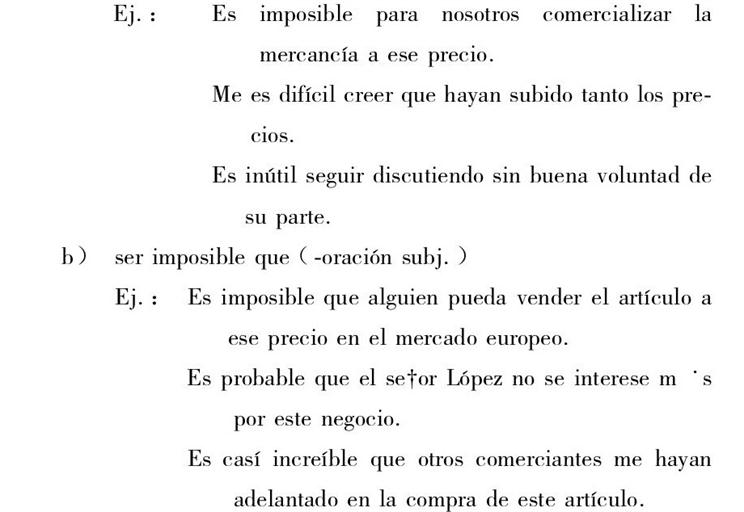 Ej.： Es imposible para nosotros comercializar la
mercancía a ese precio.
Me es difícil creer que hayan subido tanto los pre-
cios.
Es inútil seguir discutiendo sin buena voluntad de
su parte.
b） ser imposible que（-oración subj.）
Ej.： Es imposible que alguien pueda vender el artículo a
ese precio en el mercado europeo.
Es probable que el se†or López no se interese m ˙s
por este negocio.
Es casí increíble que otros comerciantes me hayan
adelantado en la compra de este artículo.